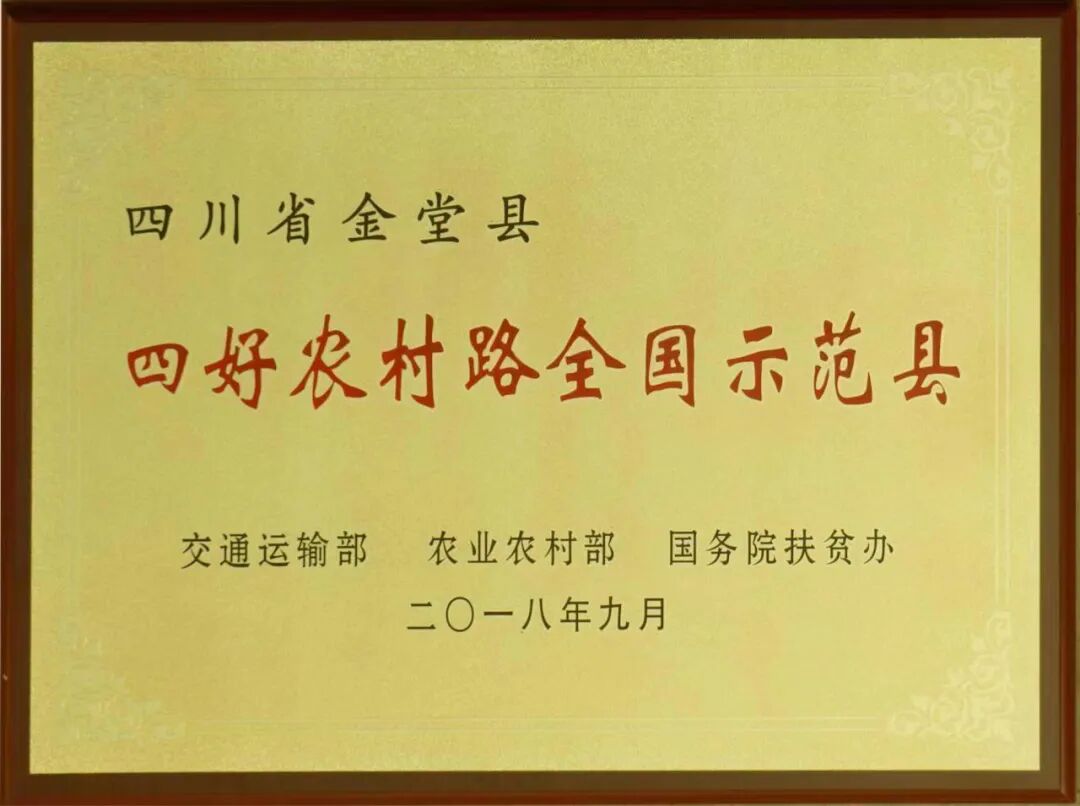 四川省金堂县
四好农村路全国示范县
交通运输部 农业农村部 国务院扶贫办
二〇一八年九月